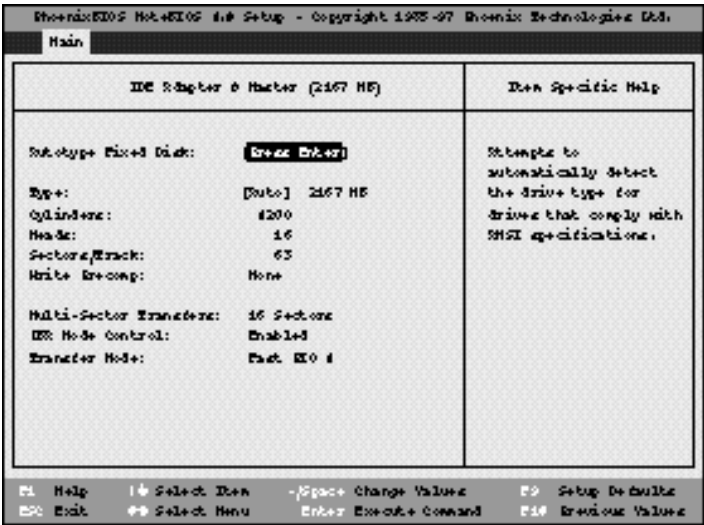 PhoenixBIOS NoteBIOS 4.0 Setup - Copyright 1985-97 Phoenix Technologies Ltd.
Main
IDE Adapter 0 Master (2167 MB)
Item Specific Help
Autotype Fixed Disk: [Press Enter]
Type: [Auto] 2167 MB
Cylinders: 4200
Heads: 16
Sectors/Track: 63
Write Precomp: None
Multi-Sector Transfers: 16 Sectors
LBA Mode Control: Enabled
Transfer Mode: Fast PIO 4
Attempts to
automatically detect
the drive type for
drives that comply with
ANSI specifications.
F1 Help ↑↓ Select Item -/Space Change Values F9 Setup Defaults
ESC Exit ←→ Select Menu Enter Execute Command F10 Previous Values